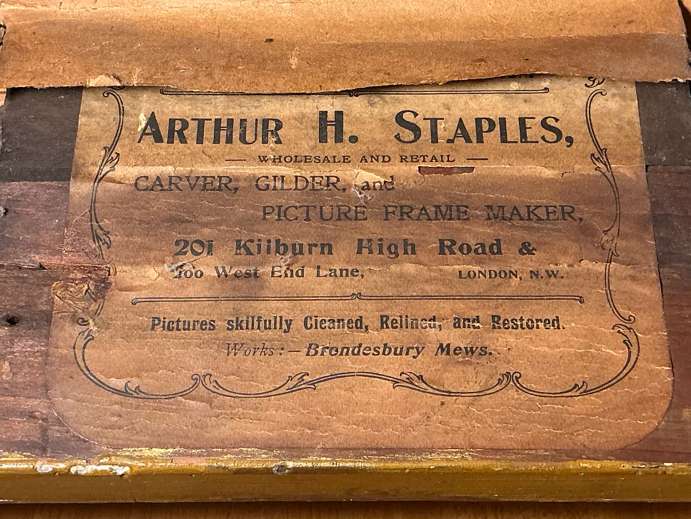 ARTHUR H. STAPLES,
— WHOLESALE AND RETAIL —
CARVER, GILDER, and
PICTURE FRAME MAKER,
201 Kilburn High Road &
West End Lane, LONDON, N.W.
Pictures skilfully Cleaned, Relined, and Restored.
Works:— Brondesbury Mews.